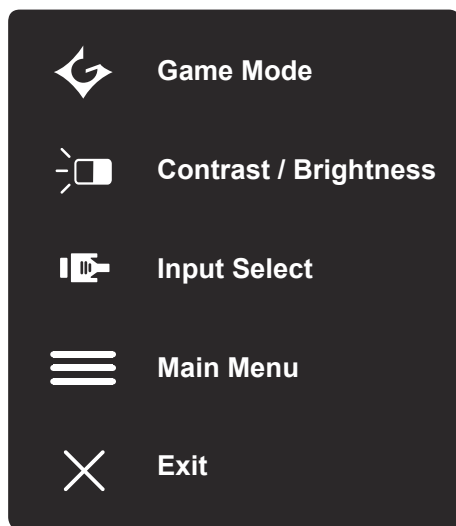 Game Mode
Contrast / Brightness
Input Select
Main Menu
Exit